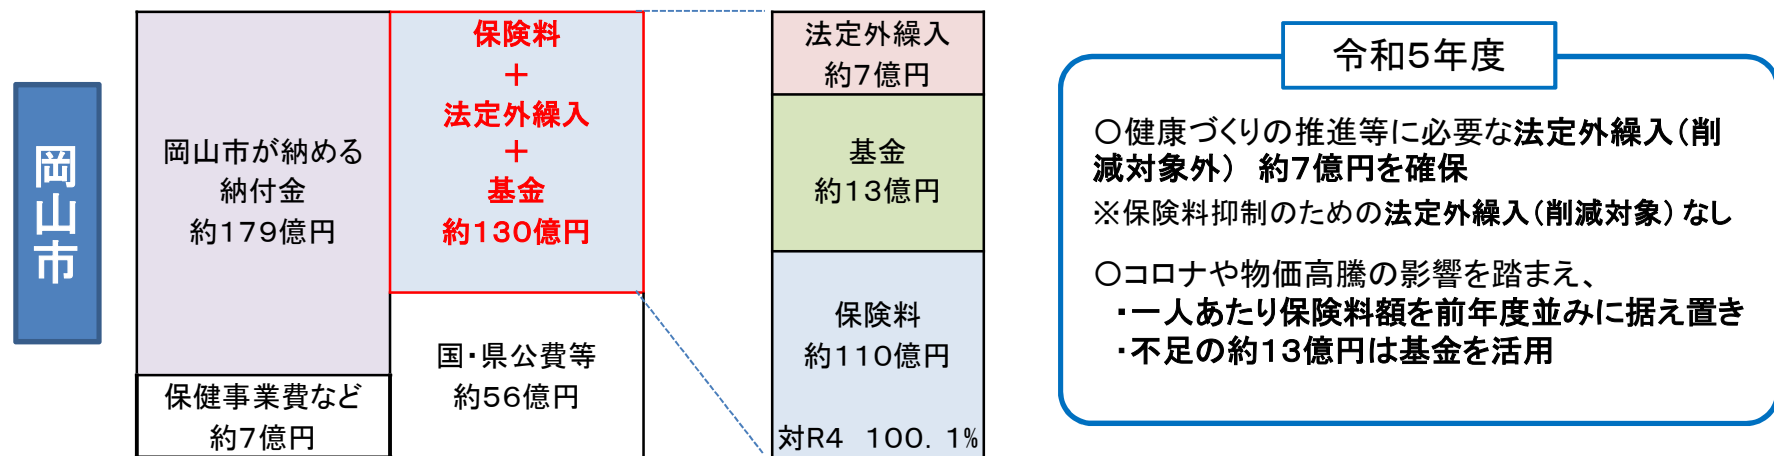 岡山市
岡山市が納める
納付金
約179億円
保健事業費など
約7億円
保険料
+
法定外繰入
+
基金
約130億円
国・県公費等
約56億円
法定外繰入
約7億円
基金
約13億円
保険料
約110億円
対R4 100.1%
令和5年度
〇健康づくりの推進等に必要な法定外繰入(削
減対象外) 約7億円を確保
※保険料抑制のための法定外繰入(削減対象)なし
〇コロナや物価高騰の影響を踏まえ、
・一人あたり保険料額を前年度並みに据え置き
・不足の約13億円は基金を活用